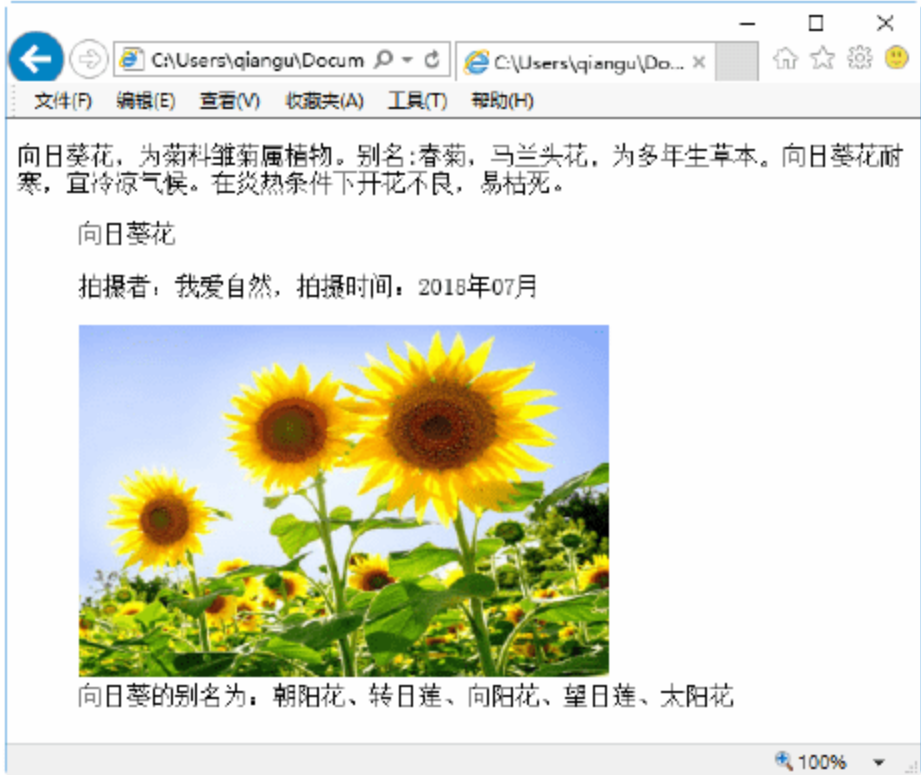 C:\Users\qiangu\Docum
C:\Users\qiangu\Do...
文件(F) 编辑(E) 查看(V) 收藏夹(A) 工具(T) 帮助(H)
向日葵花，为菊科雏菊属植物。别名:春菊，马兰头花，为多年生草本。向日葵花耐
寒，宜冷凉气候。在炎热条件下开花不良，易枯死。
向日葵花
拍摄者：我爱自然，拍摄时间：2018年07月
向日葵的别名为：朝阳花、转日莲、向阳花、望日莲、太阳花
100%